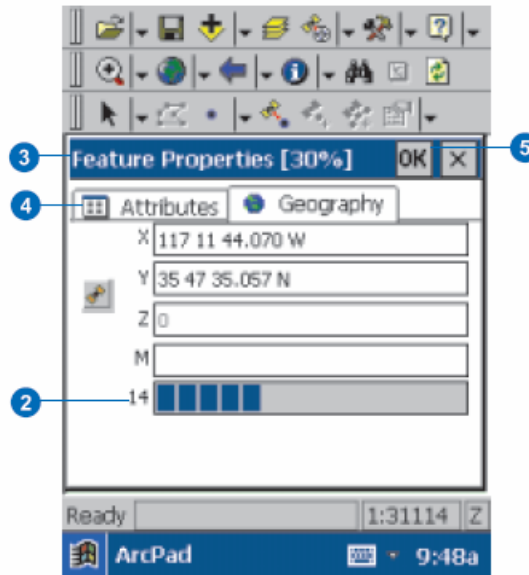 3 Feature Properties [30%] OK 5
4 Attributes Geography
X 117 11 44.070 W
Y 35 47 35.057 N
Z 0
M
2 14
Ready 1:31114 Z
ArcPad 9:48a